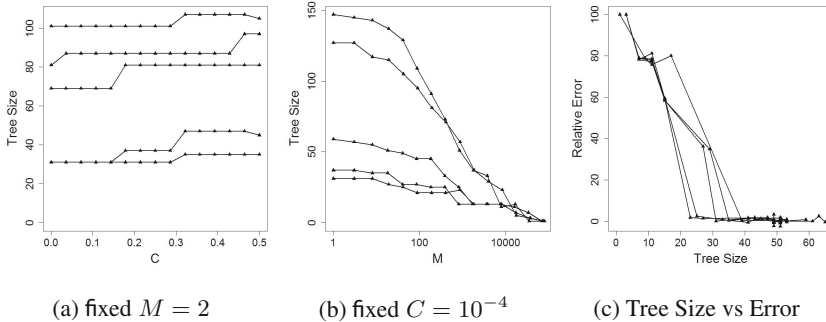 Tree Size
0 20 40 60 80 100
0.0 0.1 0.2 0.3 0.4 0.5
C
Tree Size
0 50 100 150
1 100 10000
M
Relative Error
0 20 40 60 80 100
0 10 20 30 40 50 60
Tree Size
(a) fixed M = 2
(b) fixed C = 10⁻⁴
(c) Tree Size vs Error